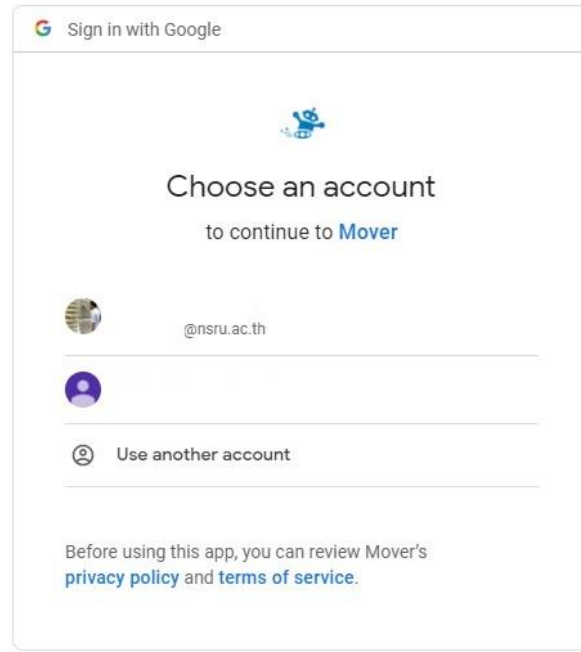 Sign in with Google
Choose an account
to continue to Mover
@nsru.ac.th
Use another account
Before using this app, you can review Mover's
privacy policy and terms of service.